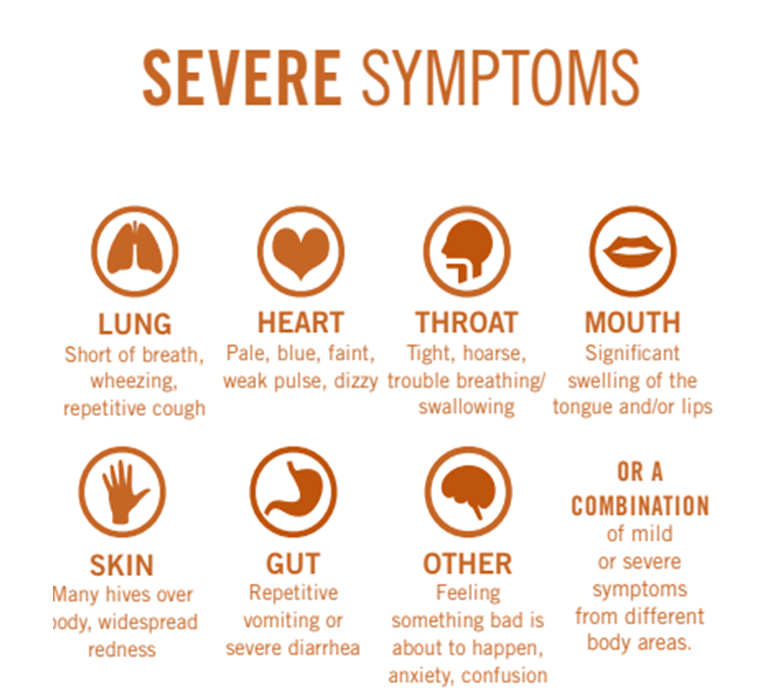 SEVERE SYMPTOMS
LUNG
Short of breath,
wheezing,
repetitive cough
HEART
Pale, blue, faint,
weak pulse, dizzy
THROAT
Tight, hoarse,
trouble breathing/
swallowing
MOUTH
Significant
swelling of the
tongue and/or lips
SKIN
Many hives over
body, widespread
redness
GUT
Repetitive
vomiting or
severe diarrhea
OTHER
Feeling
something bad is
about to happen,
anxiety, confusion
OR A
COMBINATION
of mild
or severe
symptoms
from different
body areas.